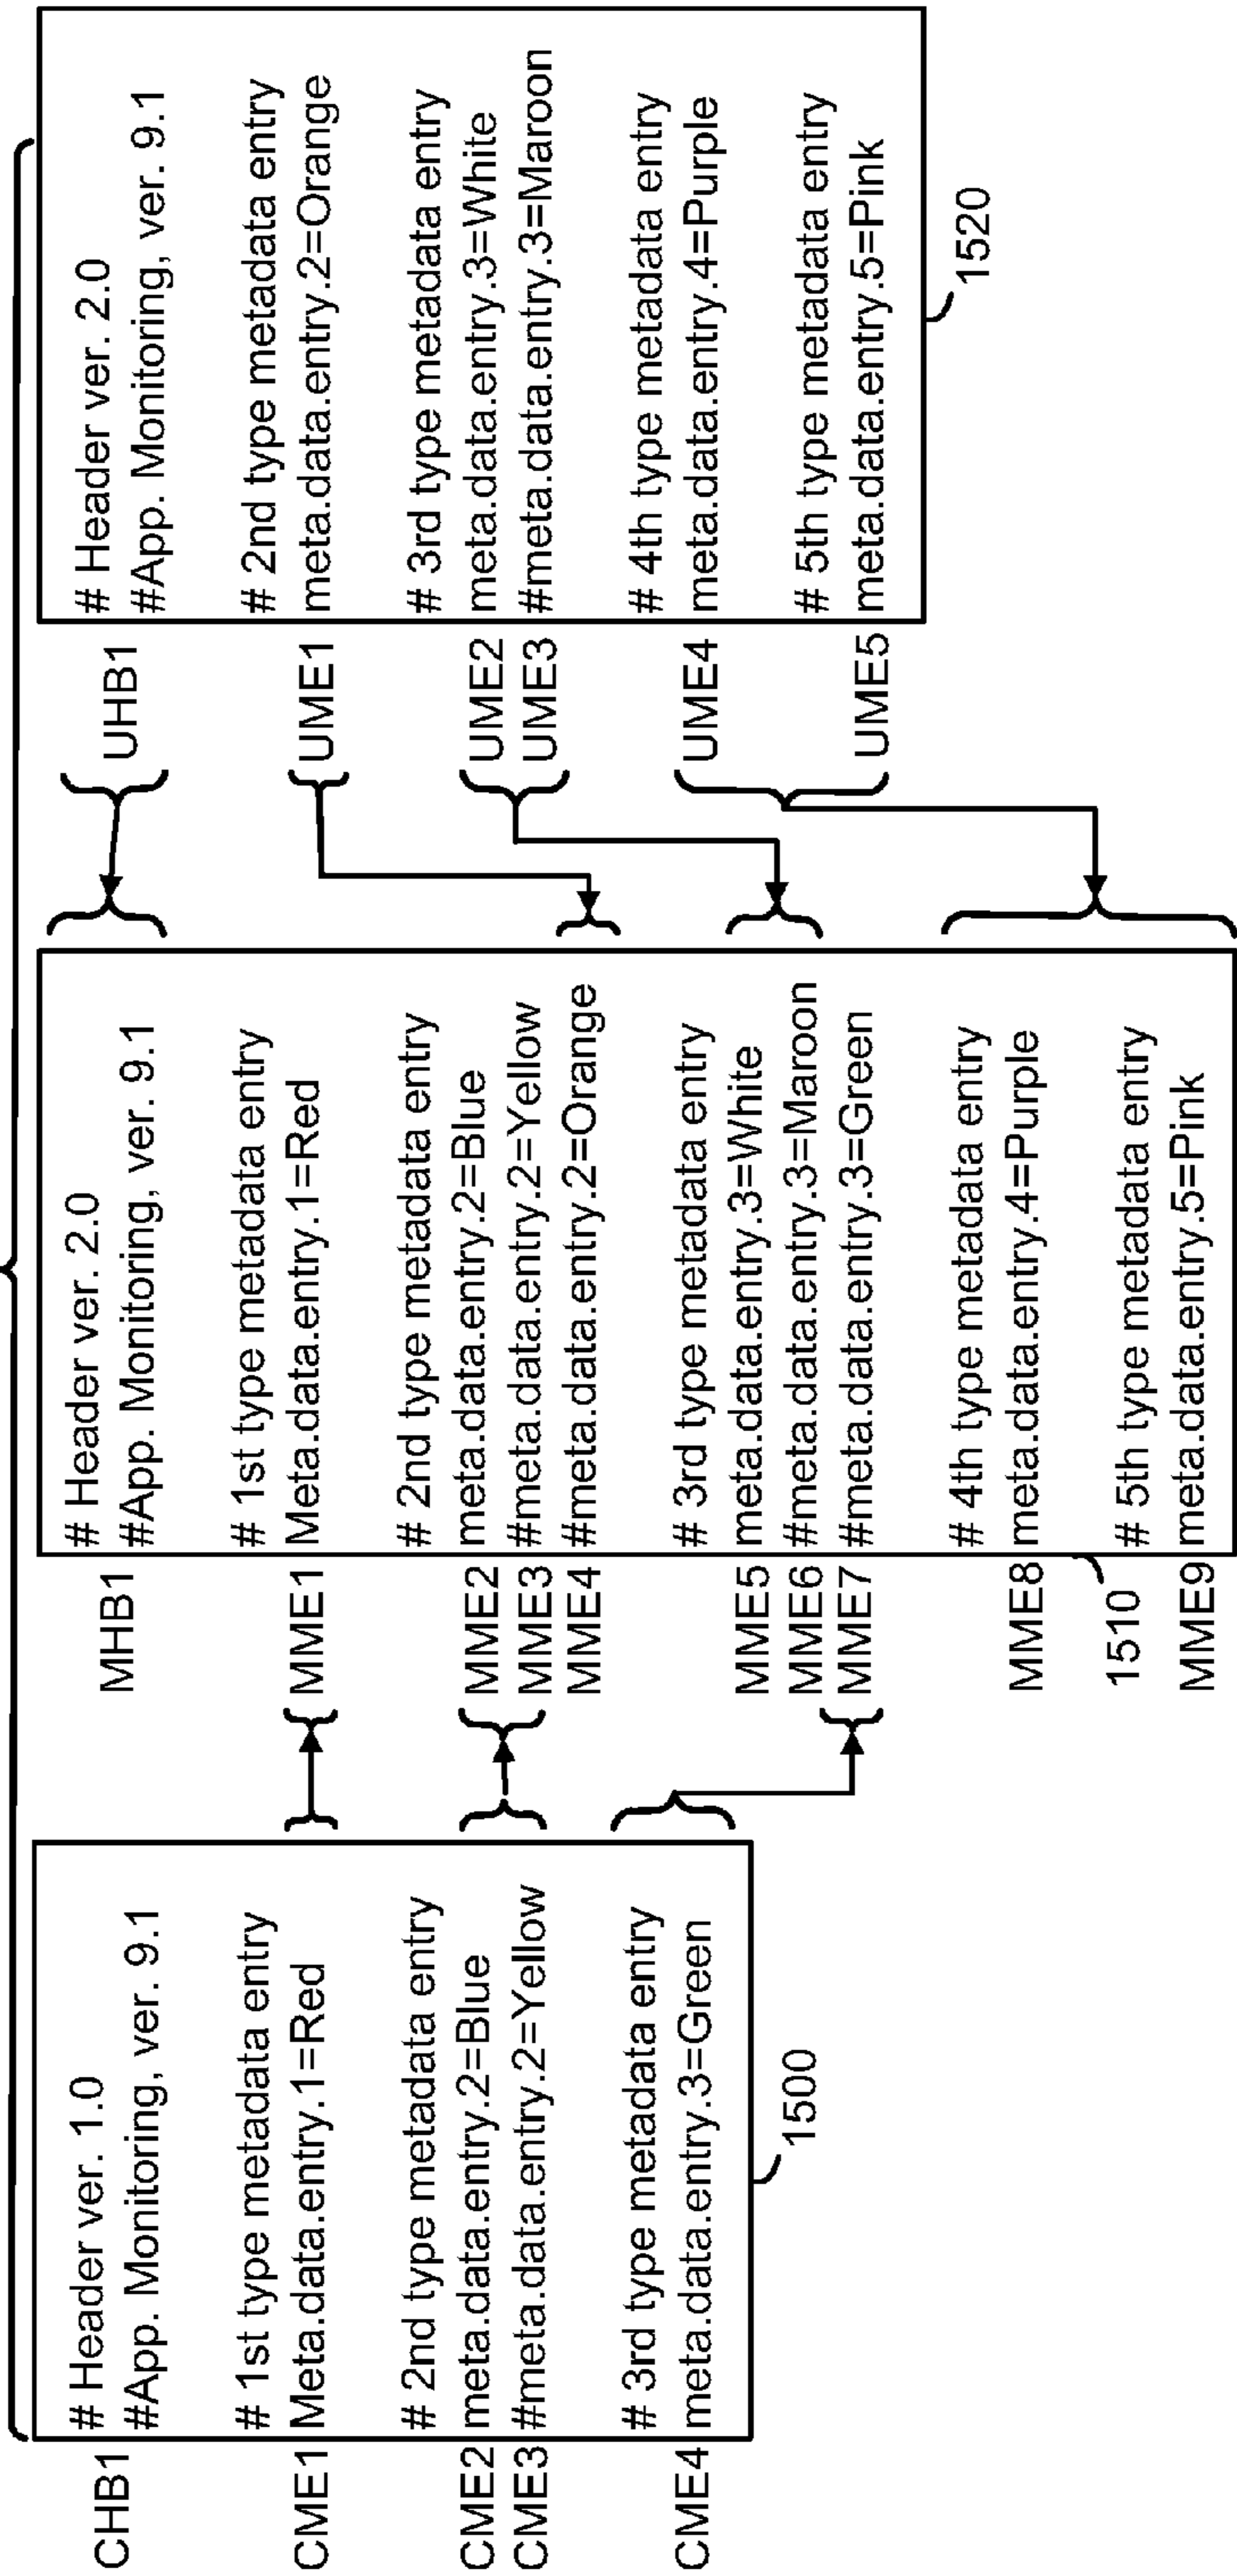 CHB1
# Header ver. 1.0
#App. Monitoring, ver. 9.1
CME1
# 1st type metadata entry
Meta.data.entry.1=Red
# 2nd type metadata entry
CME2
meta.data.entry.2=Blue
CME3
#meta.data.entry.2=Yellow
# 3rd type metadata entry
CME4
meta.data.entry.3=Green
1500
MHB1
# Header ver. 2.0
#App. Monitoring, ver. 9.1
# 1st type metadata entry
MME1
Meta.data.entry.1=Red
# 2nd type metadata entry
MME2
meta.data.entry.2=Blue
MME3
#meta.data.entry.2=Yellow
MME4
#meta.data.entry.2=Orange
# 3rd type metadata entry
MME5
meta.data.entry.3=White
MME6
#meta.data.entry.3=Maroon
MME7
#meta.data.entry.3=Green
# 4th type metadata entry
MME8
meta.data.entry.4=Purple
1510
# 5th type metadata entry
MME9
meta.data.entry.5=Pink
UHB1
# Header ver. 2.0
#App. Monitoring, ver. 9.1
# 2nd type metadata entry
UME1
meta.data.entry.2=Orange
# 3rd type metadata entry
UME2
meta.data.entry.3=White
UME3
#meta.data.entry.3=Maroon
# 4th type metadata entry
UME4
meta.data.entry.4=Purple
# 5th type metadata entry
UME5
meta.data.entry.5=Pink
1520